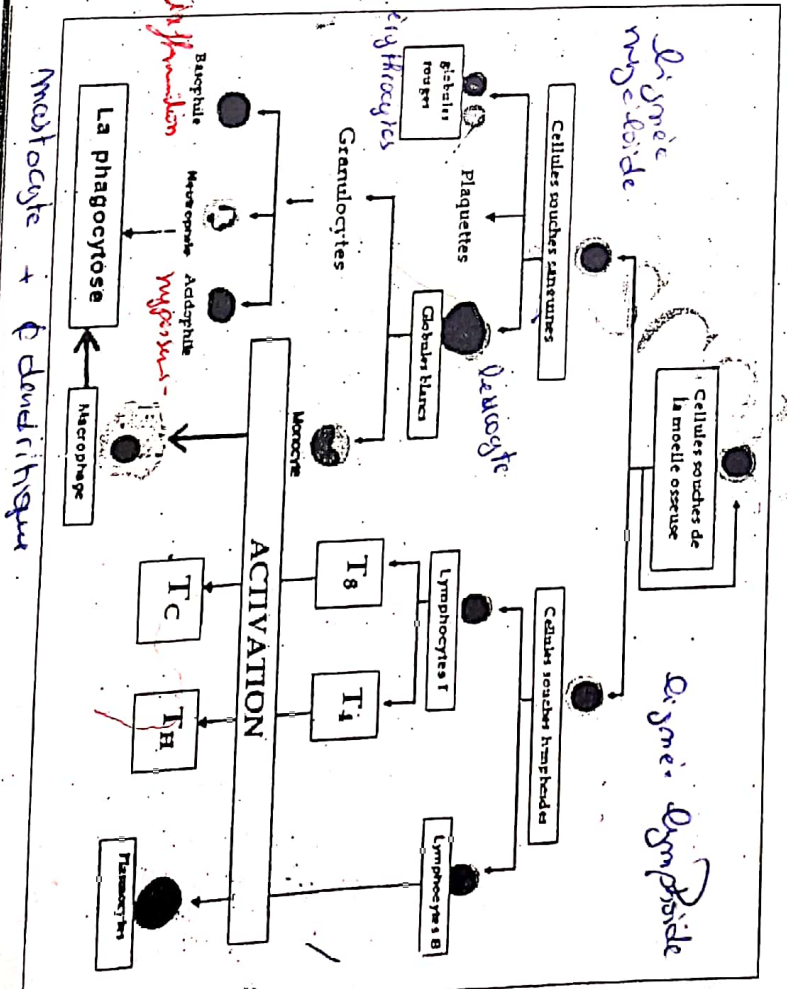 Cellules souches de
la moelle osseuse
lignée
myéloïde
lignée lymphoïde
Cellules souches sanguines
Cellules souches lymphoides
globules
rouges
érythrocytes
Plaquettes
Globules blancs
leucocyte
Lymphocytes T
Lymphocytes B
Granulocytes
Monocyte
T8
T4
ACTIVATION
Basophile
Neutrophile
Acidophile
inflammation
hypersens-
La phagocytose
Macrophage
TC
TH
Plasmocytes
mastocyte + ¢ dendritique